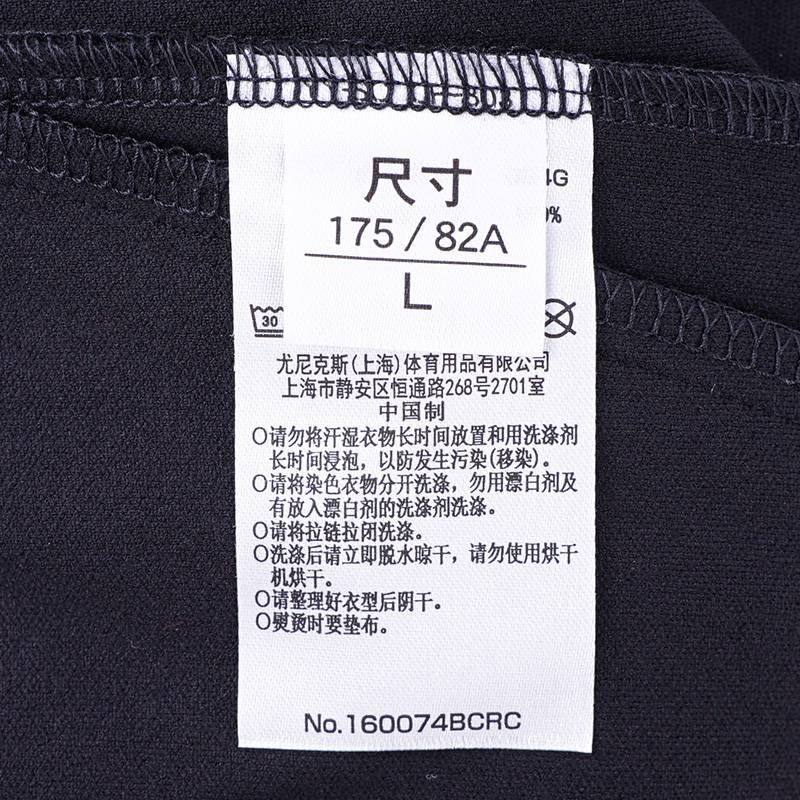 尺寸
4G
175 / 82A
L
30
尤尼克斯(上海)体育用品有限公司
上海市静安区恒通路268号2701室
中国制
○请勿将汗湿衣物长时间放置和用洗涤剂
长时间浸泡，以防发生污染(移染)。
○请将染色衣物分开洗涤，勿用漂白剂及
有放入漂白剂的洗涤剂洗涤。
○请将拉链拉闭洗涤。
○洗涤后请立即脱水晾干，请勿使用烘干
机烘干。
○请整理好衣型后阴干。
○熨烫时要垫布。
No.160074BCRC